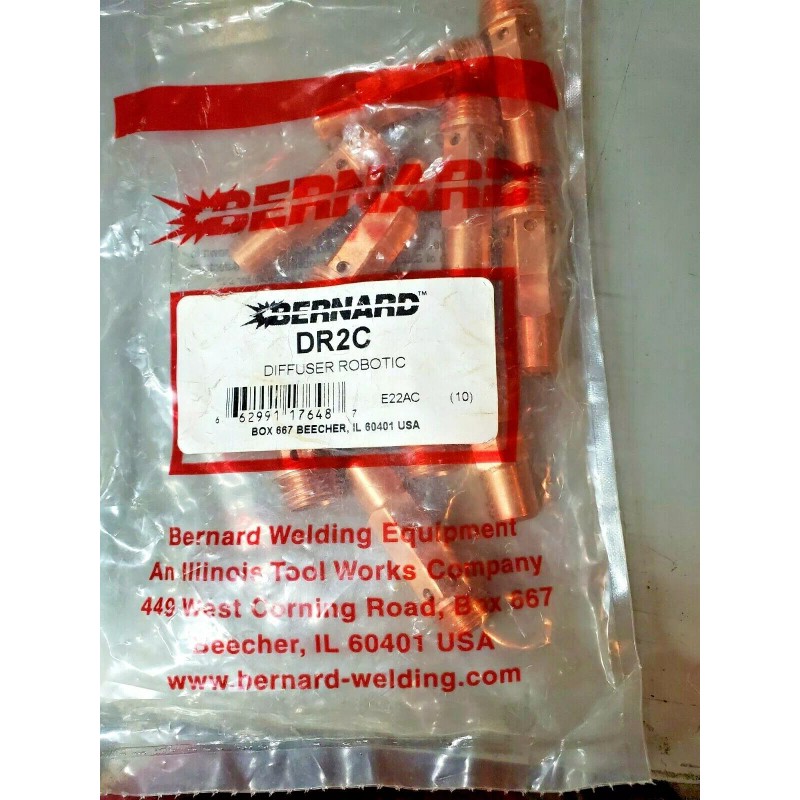 BERNARD
BERNARD™
DR2C
DIFFUSER ROBOTIC
E22AC (10)
6 62991 17648 7
BOX 667 BEECHER, IL 60401 USA
Bernard Welding Equipment
An Illinois Tool Works Company
449 West Corning Road, Box 667
Beecher, IL 60401 USA
www.bernard-welding.com